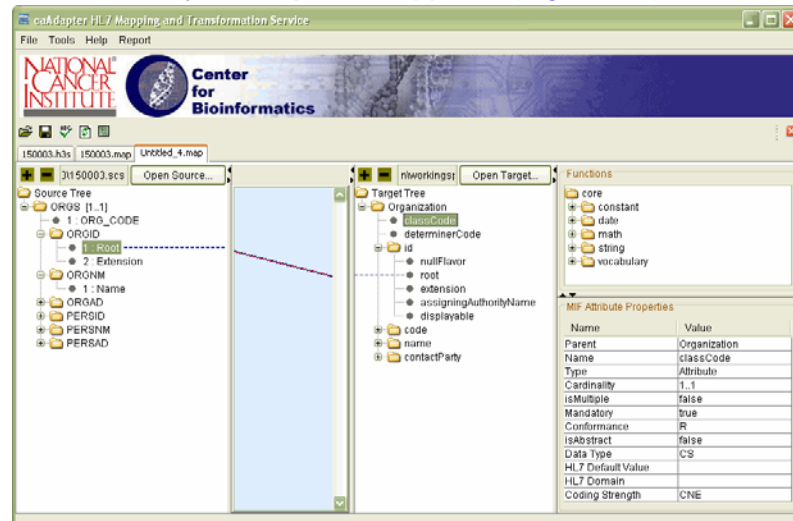 caAdapter HL7 Mapping and Transformation Service
File Tools Help Report
NATIONAL
CANCER
INSTITUTE
Center
for
Bioinformatics
150003.h3s 150003.map Untitled_4.map
3\150003.scs Open Source...
Source Tree
ORGS [1..1]
1 : ORG_CODE
ORGID
1 : Root
2 : Extension
ORGNM
1 : Name
ORGAD
PERSID
PERSNM
PERSAD
n\workingsp Open Target...
Target Tree
Organization
classCode
determinerCode
id
nullFlavor
root
extension
assigningAuthorityName
displayable
code
name
contactParty
Functions
core
constant
date
math
string
vocabulary
MIF Attribute Properties
Name Value
Parent Organization
Name classCode
Type Attribute
Cardinality 1..1
isMultiple false
Mandatory true
Conformance R
isAbstract false
Data Type CS
HL7 Default Value
HL7 Domain
Coding Strength CNE